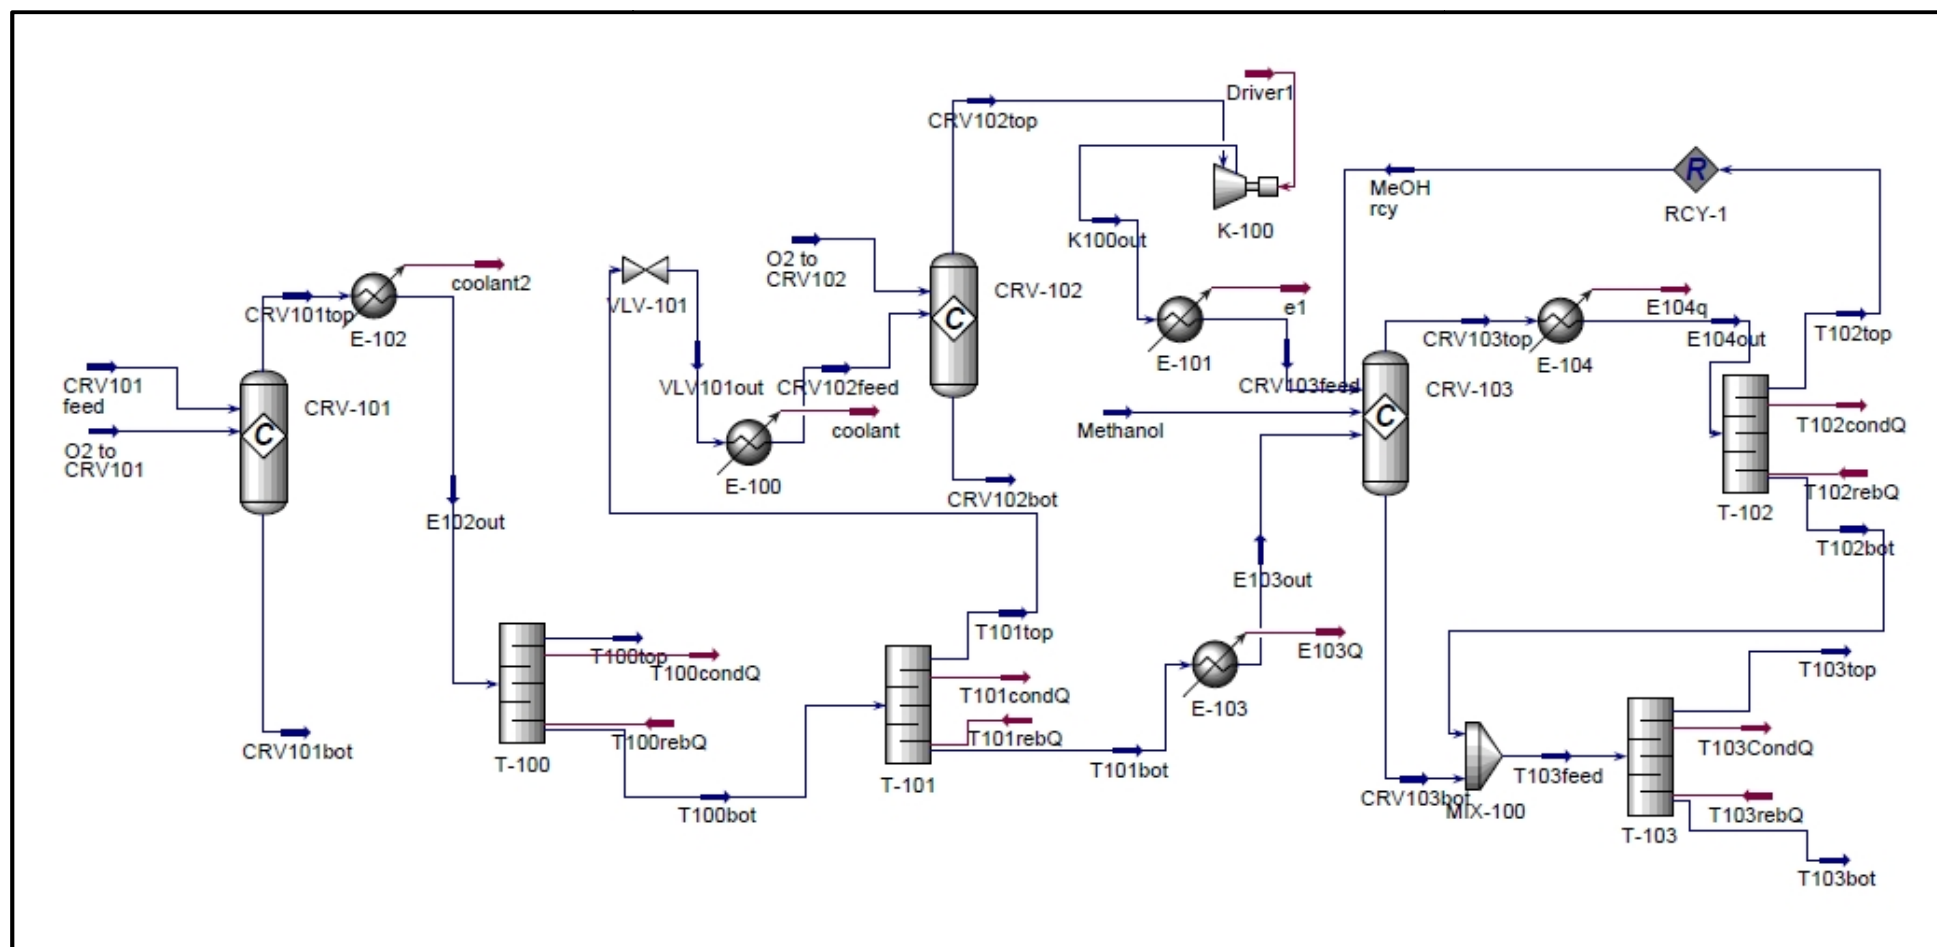 Driver1
CRV102top
MeOH
rcy
RCY-1
K100out
K-100
O2 to
CRV102
CRV-102
coolant2
VLV-101
e1
E104q
CRV101top
E-102
E-101
CRV103top
E-104
E104out
T102top
CRV101
feed
CRV-101
VLV101out
CRV102feed
CRV103feed
CRV-103
O2 to
CRV101
C
C
C
R
coolant
Methanol
T102condQ
E-100
CRV102bot
T102rebQ
T-102
E102out
T102bot
E103out
T101top
E103Q
T100top
T100condQ
T103top
T101condQ
E-103
T101rebQ
T100rebQ
CRV101bot
T-100
T101bot
T103CondQ
T-101
T103feed
CRV103bot
MIX-100
T100bot
T103rebQ
T-103
T103bot